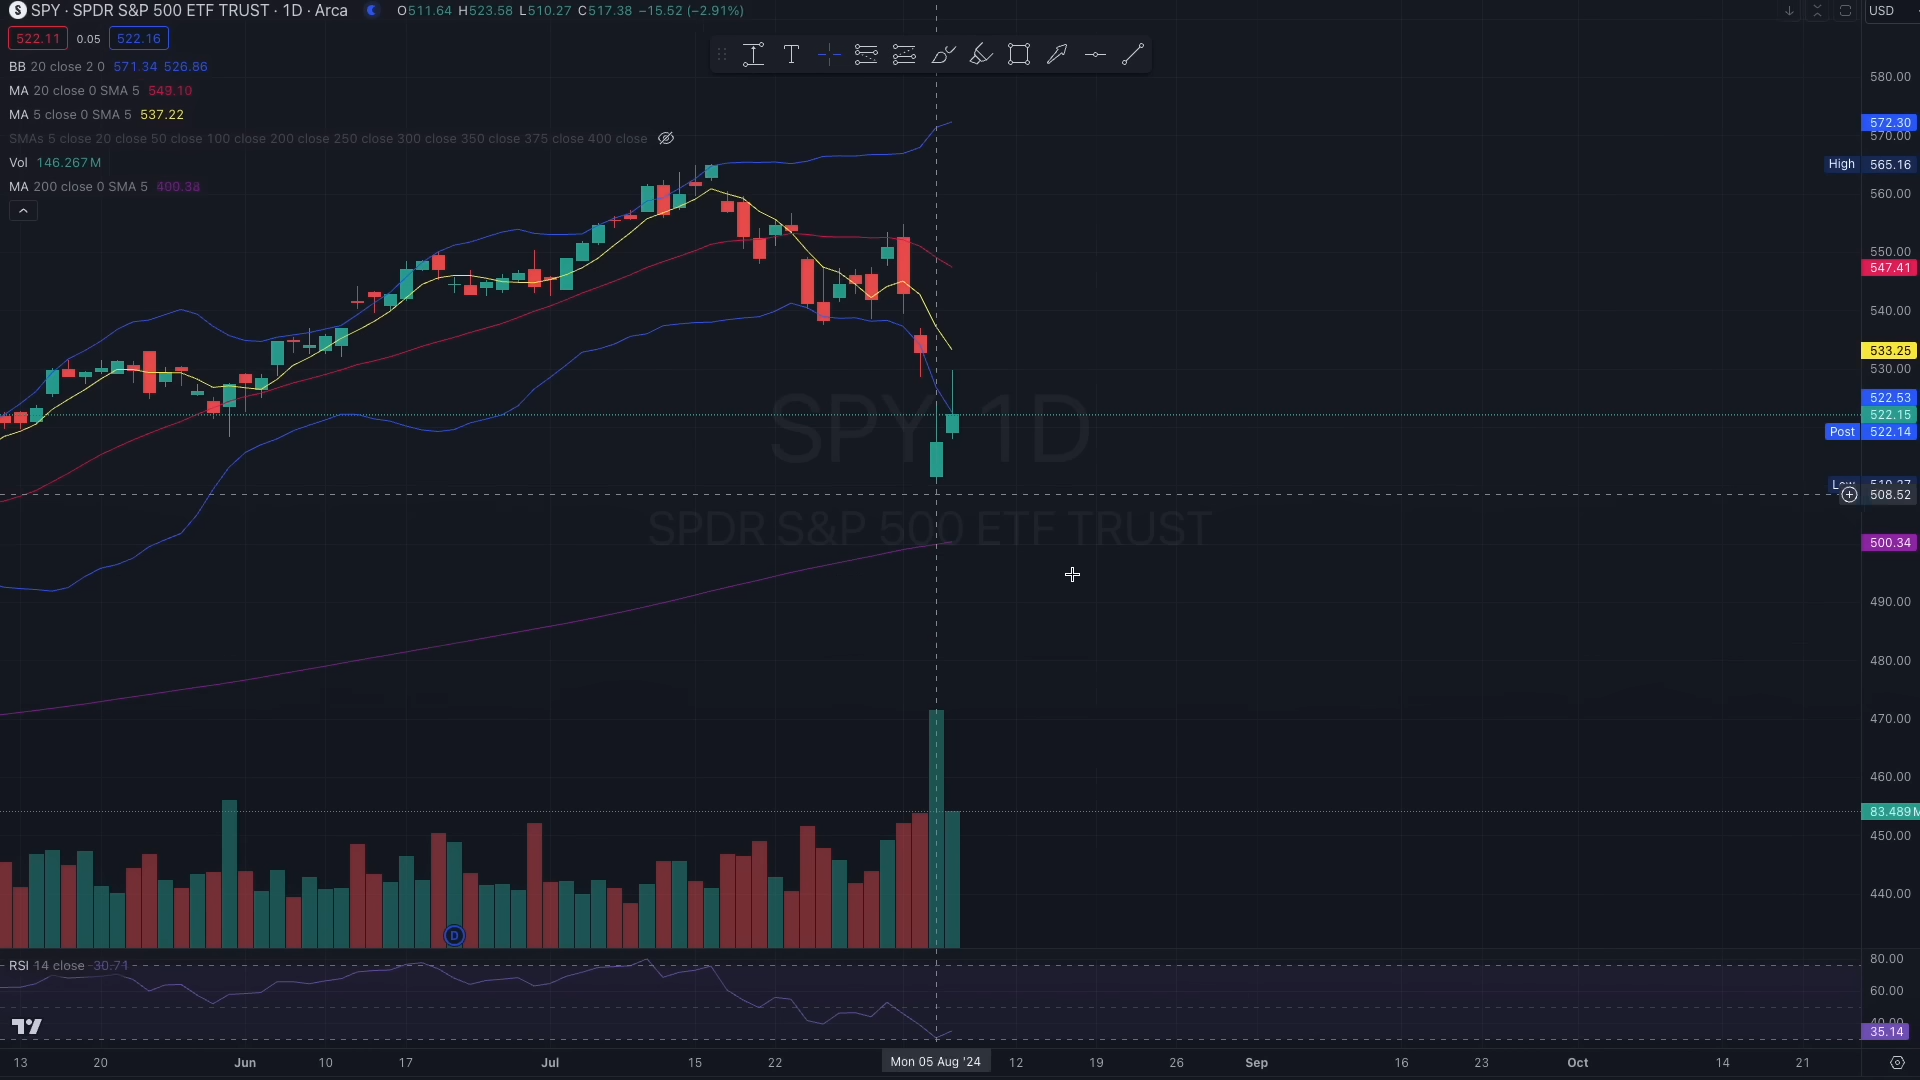 SPY · SPDR S&P 500 ETF TRUST · 1D · Arca O511.64 H523.58 L510.27 C517.38 −15.52 (−2.91%)
USD
522.11 0.05 522.16
BB 20 close 2 0 571.34 526.86
MA 20 close 0 SMA 5 549.10
MA 5 close 0 SMA 5 537.22
SMAs 5 close 20 close 50 close 100 close 200 close 250 close 300 close 350 close 375 close 400 close
Vol 146.267M
MA 200 close 0 SMA 5
580.00
572.30
570.00
High 565.16
560.00
550.00
547.41
540.00
533.25
530.00
522.53
522.15
Post 522.14
508.52
500.34
490.00
480.00
470.00
460.00
83.489M
450.00
440.00
SPY 1D
SPDR S&P 500 ETF TRUST
D
RSI 14 close 30.71
80.00
60.00
40.00
35.14
13 20 Jun 10 17 Jul 15 22 Mon 05 Aug '24 12 19 26 Sep 16 23 Oct 14 21